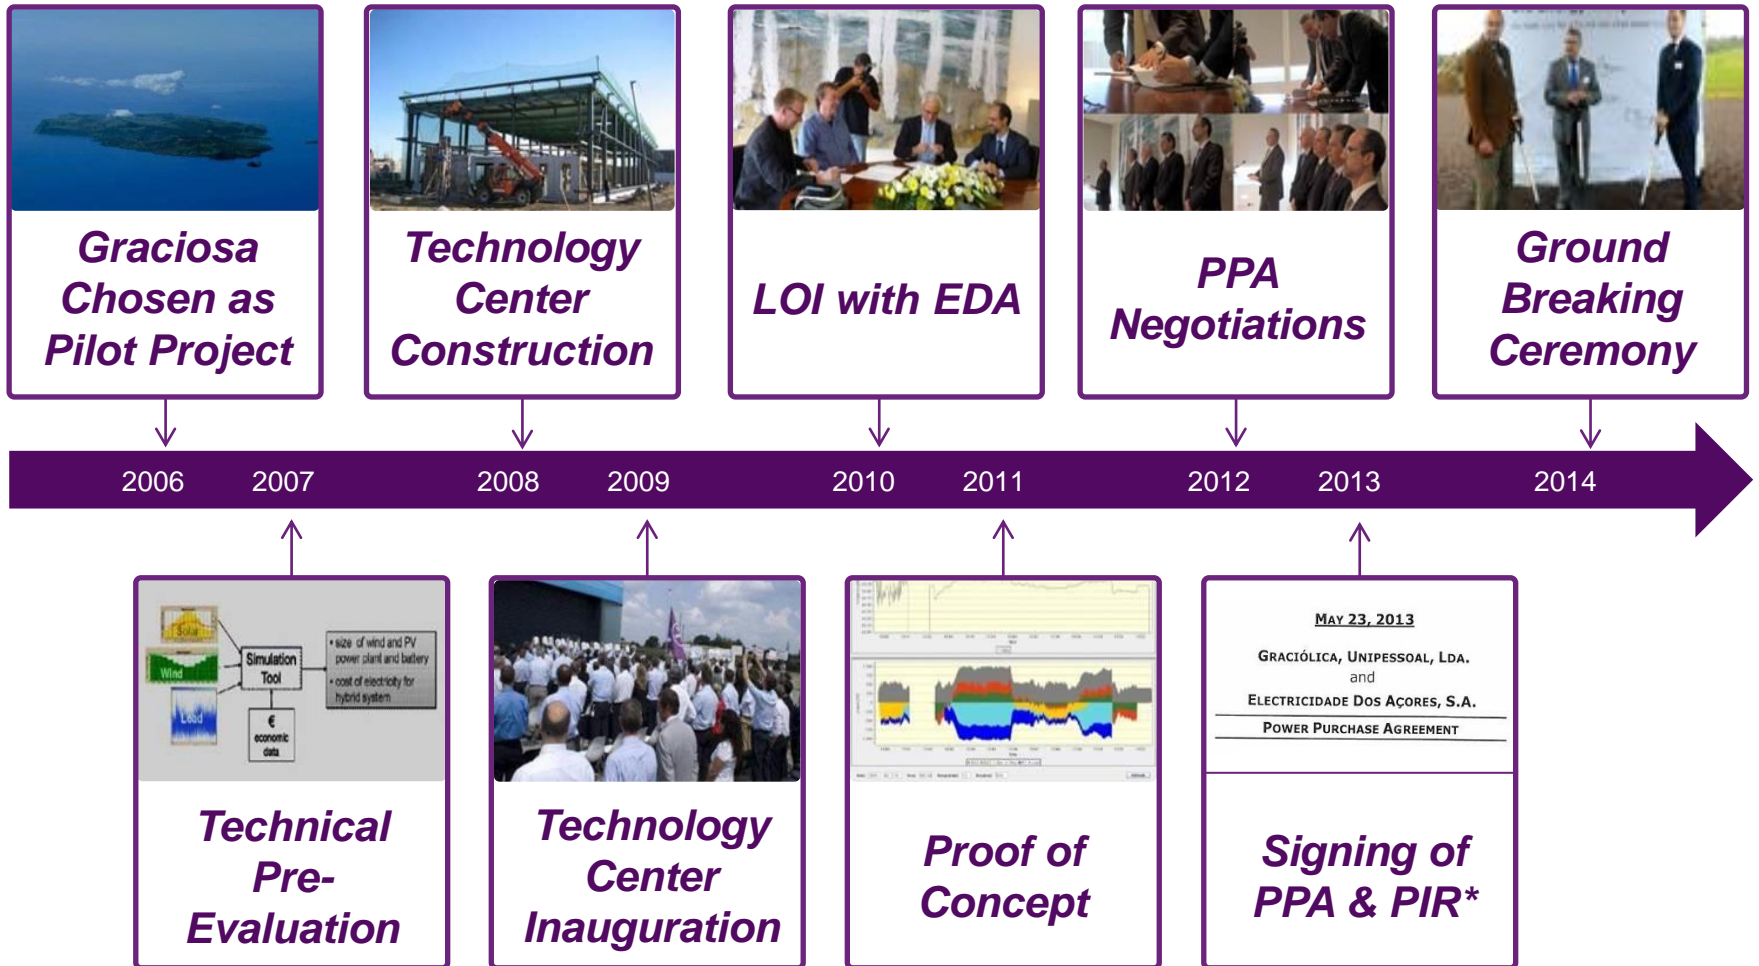 Graciosa
Chosen as
Pilot Project
Technology
Center
Construction
LOI with EDA
PPA
Negotiations
Ground
Breaking
Ceremony
2006 2007 2008 2009 2010 2011 2012 2013 2014
Solar
Wind
Load
Simulation
Tool
€
economic
data
• size of wind and PV
power plant and battery
• cost of electricity for
hybrid system
Technical
Pre-
Evaluation
Technology
Center
Inauguration
Proof of
Concept
MAY 23, 2013
GRACIÓLICA, UNIPESSOAL, LDA.
and
ELECTRICIDADE DOS AÇORES, S.A.
POWER PURCHASE AGREEMENT
Signing of
PPA & PIR*